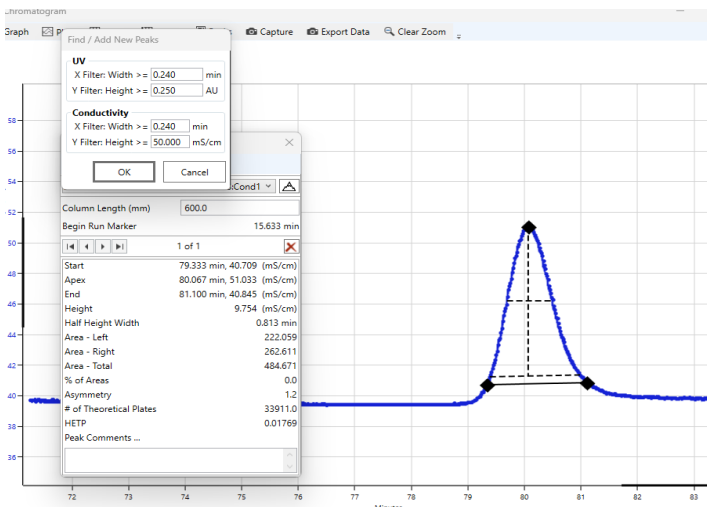 Chromatogram
Graph Capture Export Data Clear Zoom
Find / Add New Peaks
UV
X Filter: Width >= 0.240 min
Y Filter: Height >= 0.250 AU
Conductivity
X Filter: Width >= 0.240 min
Y Filter: Height >= 50.000 mS/cm
OK Cancel
:Cond1
Column Length (mm) 600.0
Begin Run Marker 15.633 min
1 of 1
Start 79.333 min, 40.709 (mS/cm)
Apex 80.067 min, 51.033 (mS/cm)
End 81.100 min, 40.845 (mS/cm)
Height 9.754 (mS/cm)
Half Height Width 0.813 min
Area - Left 222.059
Area - Right 262.611
Area - Total 484.671
% of Areas 0.0
Asymmetry 1.2
# of Theoretical Plates 33911.0
HETP 0.01769
Peak Comments ...
58
56
54
52
50
48
46
44
42
40
38
36
72 73 74 75 76 77 78 79 80 81 82 83